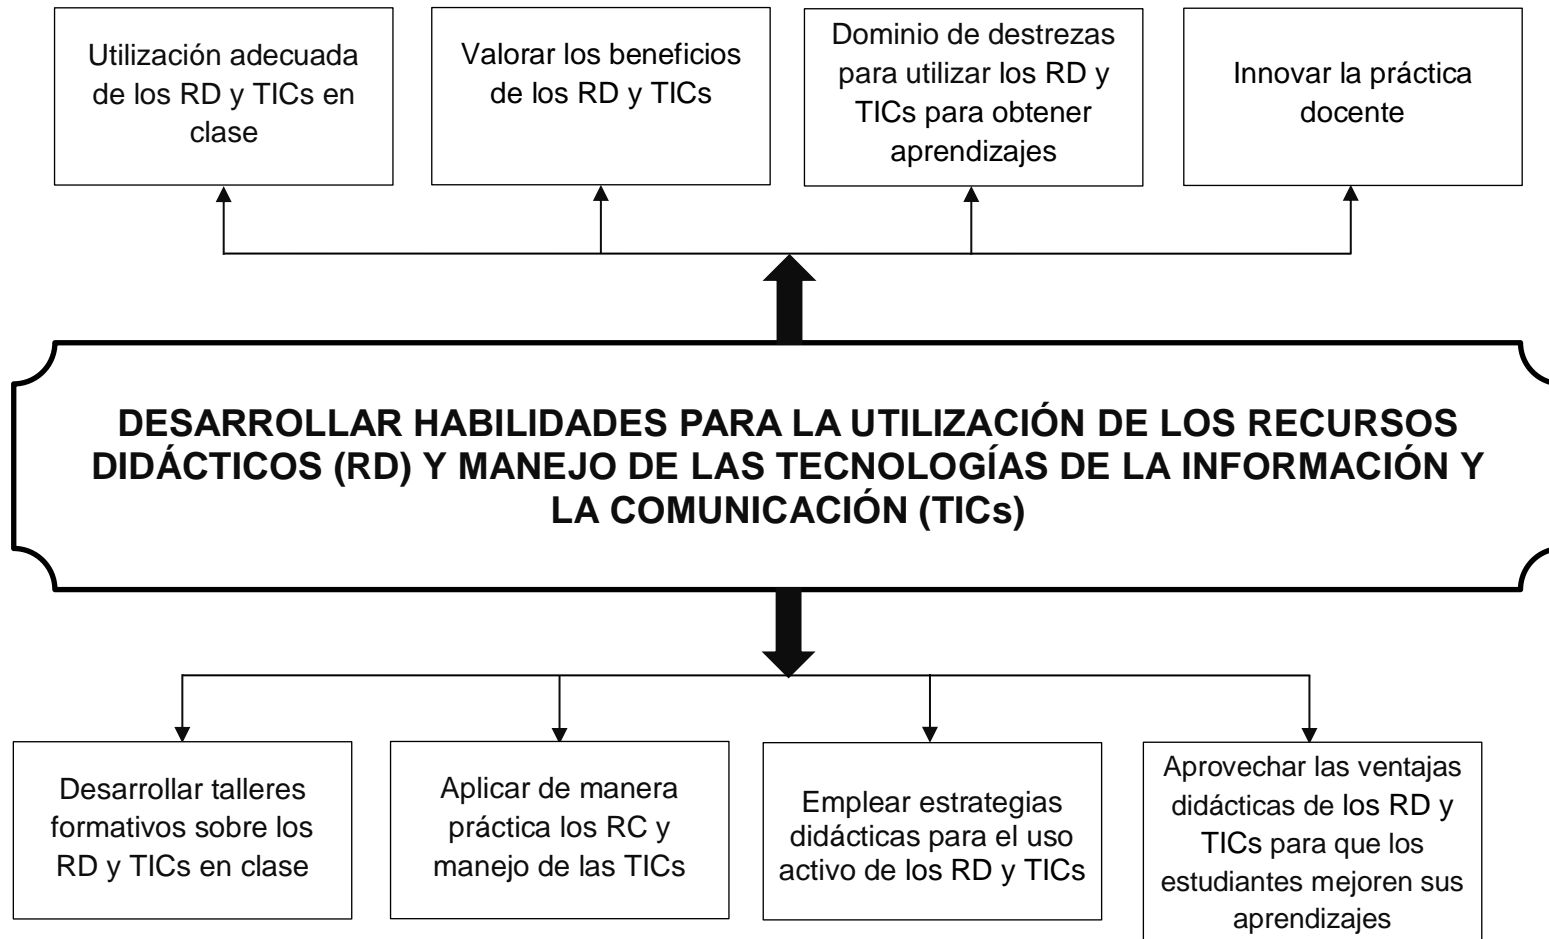 Utilización adecuada
de los RD y TICs en
clase
Valorar los beneficios
de los RD y TICs
Dominio de destrezas
para utilizar los RD y
TICs para obtener
aprendizajes
Innovar la práctica
docente
DESARROLLAR HABILIDADES PARA LA UTILIZACIÓN DE LOS RECURSOS
DIDÁCTICOS (RD) Y MANEJO DE LAS TECNOLOGÍAS DE LA INFORMACIÓN Y
LA COMUNICACIÓN (TICs)
Desarrollar talleres
formativos sobre los
RD y TICs en clase
Aplicar de manera
práctica los RC y
manejo de las TICs
Emplear estrategias
didácticas para el uso
activo de los RD y TICs
Aprovechar las ventajas
didácticas de los RD y
TICs para que los
estudiantes mejoren sus
aprendizajes